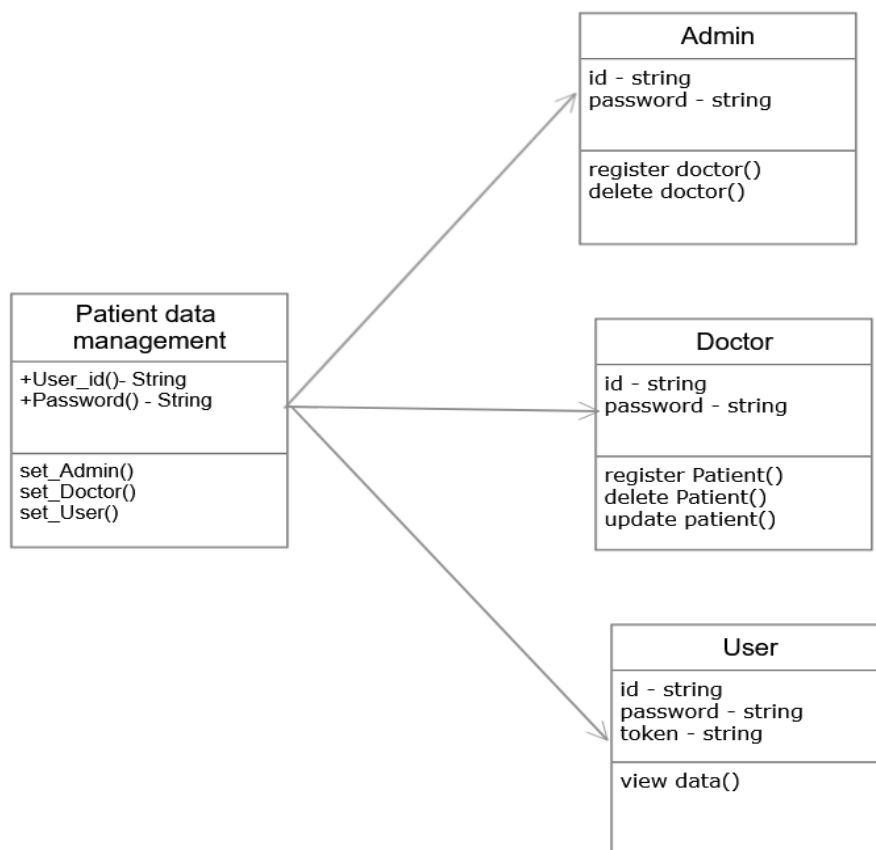 Admin
id - string
password - string
register doctor()
delete doctor()
Patient data
management
+User_id()- String
+Password() - String
set_Admin()
set_Doctor()
set_User()
Doctor
id - string
password - string
register Patient()
delete Patient()
update patient()
User
id - string
password - string
token - string
view data()